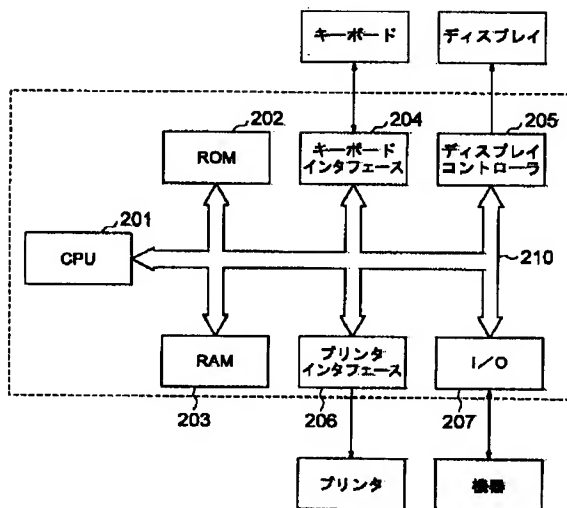 キーボード
ディスプレイ
202
204
205
ROM
キーボード
インタフェース
ディスプレイ
コントローラ
201
CPU
210
RAM
プリンタ
インタフェース
I/O
203
206
207
プリンタ
機器